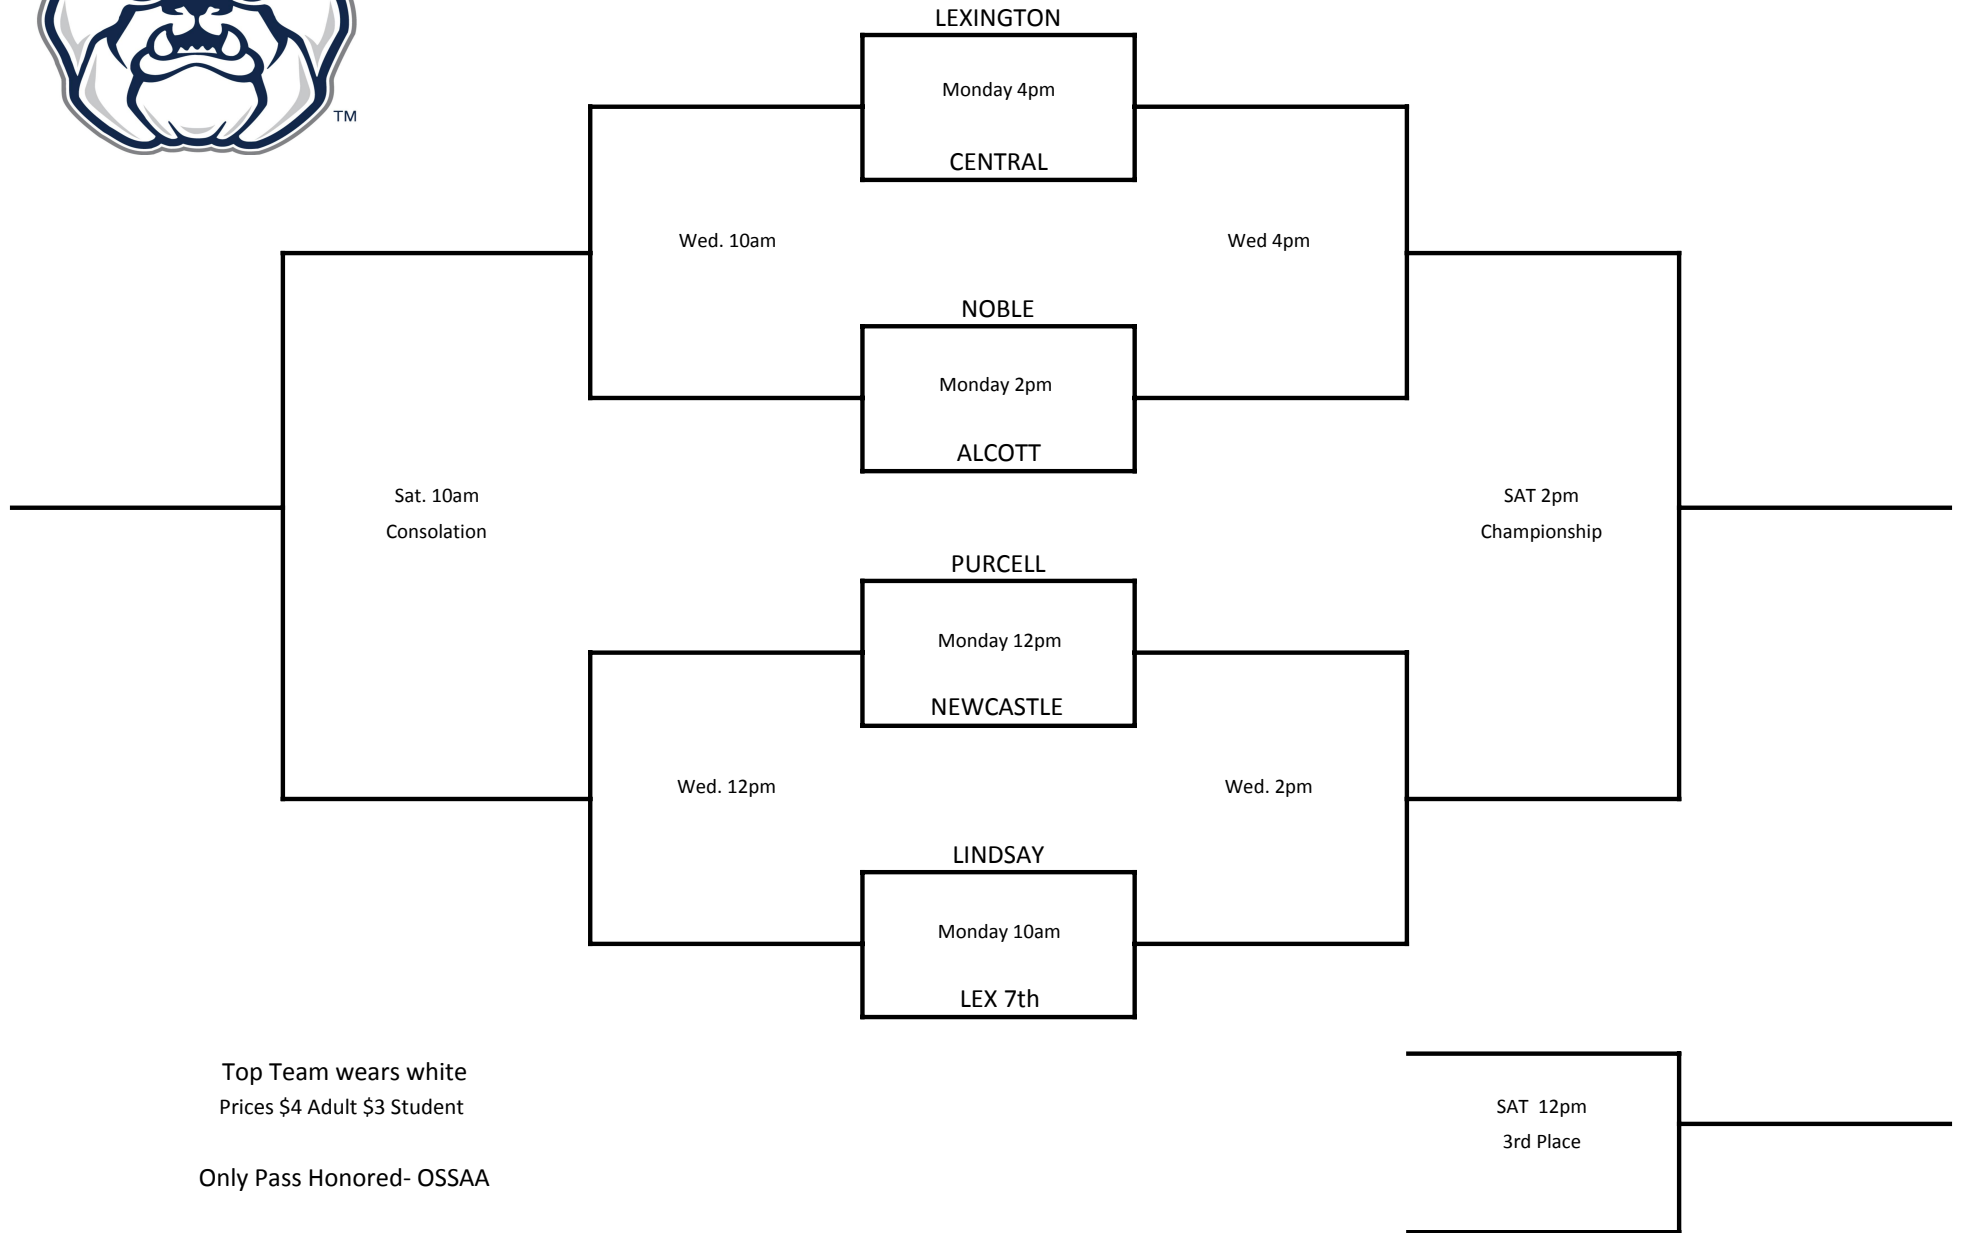 LEXINGTON
Monday 4pm
TM
CENTRAL
Wed. 10am
Wed 4pm
NOBLE
Monday 2pm
ALCOTT
Sat. 10am
Consolation
SAT 2pm
Championship
PURCELL
Monday 12pm
NEWCASTLE
Wed. 12pm
Wed. 2pm
LINDSAY
Monday 10am
LEX 7th
Top Team wears white
Prices $4 Adult $3 Student
Only Pass Honored- OSSAA
SAT  12pm
3rd Place